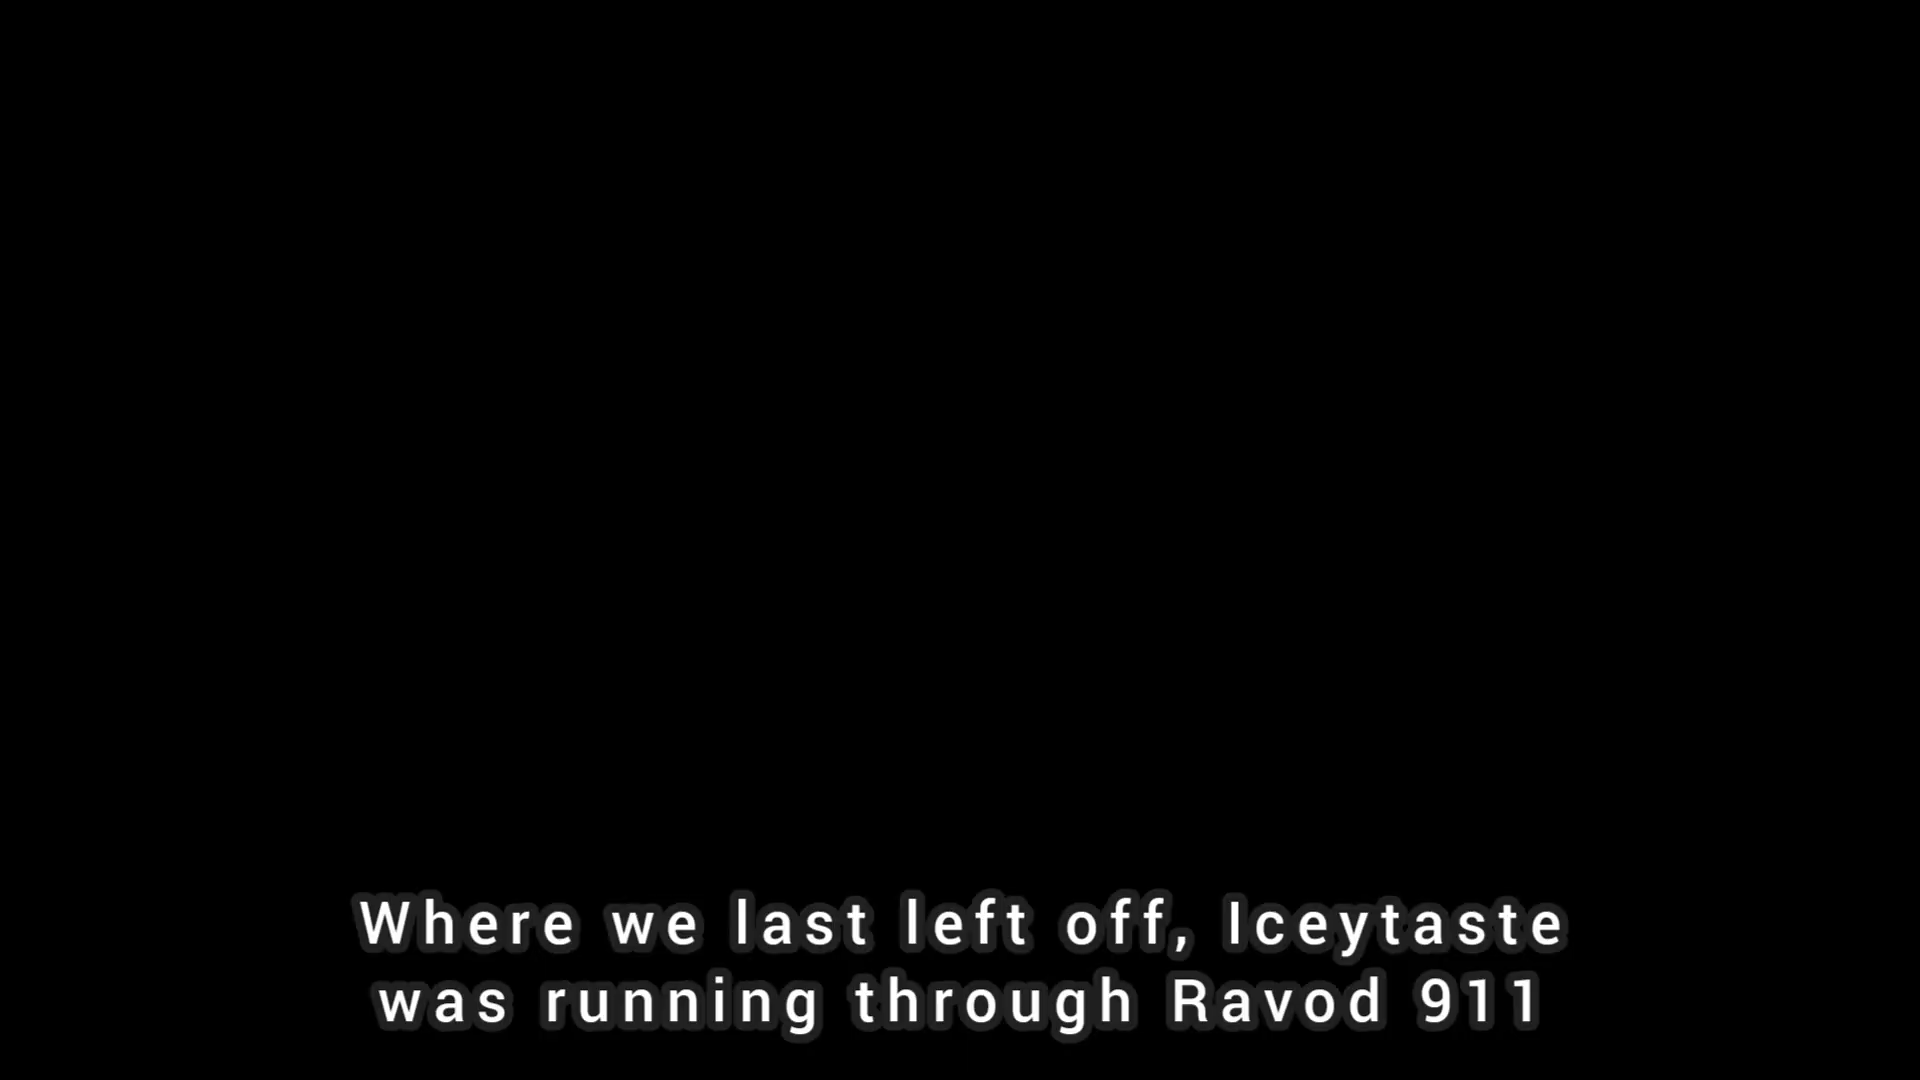 Where we last left off, Iceytaste
was running through Ravod 911